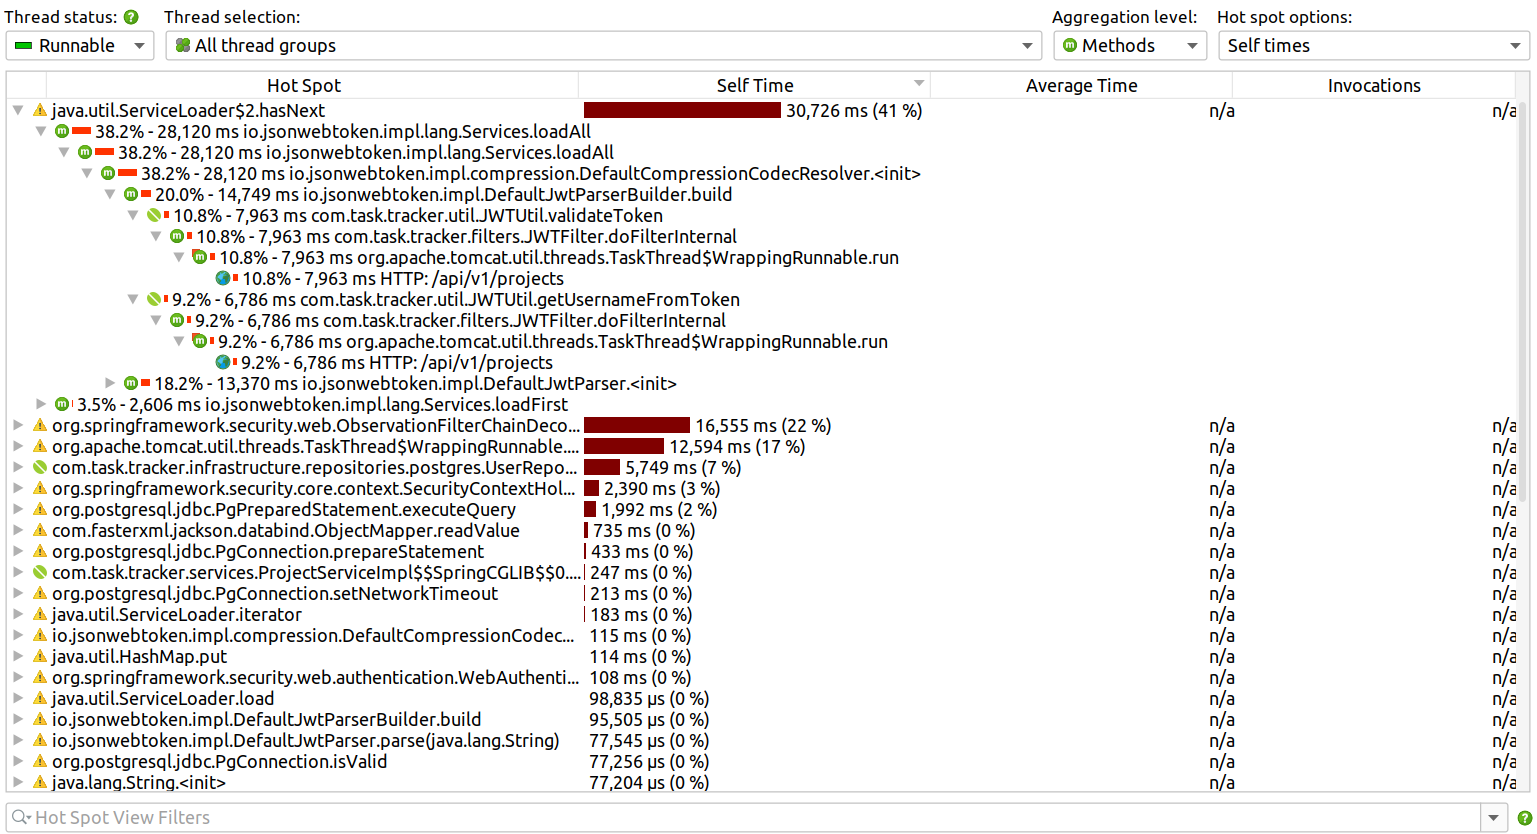 Thread status: Thread selection: Aggregation level: Hot spot options:
Runnable All thread groups Methods Self times
Hot Spot Self Time Average Time Invocations
java.util.ServiceLoader$2.hasNext 30,726 ms (41 %) n/a n/a
38.2% - 28,120 ms io.jsonwebtoken.impl.lang.Services.loadAll
38.2% - 28,120 ms io.jsonwebtoken.impl.lang.Services.loadAll
38.2% - 28,120 ms io.jsonwebtoken.impl.compression.DefaultCompressionCodecResolver.<init>
20.0% - 14,749 ms io.jsonwebtoken.impl.DefaultJwtParserBuilder.build
10.8% - 7,963 ms com.task.tracker.util.JWTUtil.validateToken
10.8% - 7,963 ms com.task.tracker.filters.JWTFilter.doFilterInternal
10.8% - 7,963 ms org.apache.tomcat.util.threads.TaskThread$WrappingRunnable.run
10.8% - 7,963 ms HTTP: /api/v1/projects
9.2% - 6,786 ms com.task.tracker.util.JWTUtil.getUsernameFromToken
9.2% - 6,786 ms com.task.tracker.filters.JWTFilter.doFilterInternal
9.2% - 6,786 ms org.apache.tomcat.util.threads.TaskThread$WrappingRunnable.run
9.2% - 6,786 ms HTTP: /api/v1/projects
18.2% - 13,370 ms io.jsonwebtoken.impl.DefaultJwtParser.<init>
3.5% - 2,606 ms io.jsonwebtoken.impl.lang.Services.loadFirst
org.springframework.security.web.ObservationFilterChainDeco... 16,555 ms (22 %) n/a n/a
org.apache.tomcat.util.threads.TaskThread$WrappingRunnable.... 12,594 ms (17 %) n/a n/a
com.task.tracker.infrastructure.repositories.postgres.UserRepo... 5,749 ms (7 %) n/a n/a
org.springframework.security.core.context.SecurityContextHol... 2,390 ms (3 %) n/a n/a
org.postgresql.jdbc.PgPreparedStatement.executeQuery 1,992 ms (2 %) n/a n/a
com.fasterxml.jackson.databind.ObjectMapper.readValue 735 ms (0 %) n/a n/a
org.postgresql.jdbc.PgConnection.prepareStatement 433 ms (0 %) n/a n/a
com.task.tracker.services.ProjectServiceImpl$$SpringCGLIB$$0.... 247 ms (0 %) n/a n/a
org.postgresql.jdbc.PgConnection.setNetworkTimeout 213 ms (0 %) n/a n/a
java.util.ServiceLoader.iterator 183 ms (0 %) n/a n/a
io.jsonwebtoken.impl.compression.DefaultCompressionCodec... 115 ms (0 %) n/a n/a
java.util.HashMap.put 114 ms (0 %) n/a n/a
org.springframework.security.web.authentication.WebAuthenti... 108 ms (0 %) n/a n/a
java.util.ServiceLoader.load 98,835 µs (0 %) n/a n/a
io.jsonwebtoken.impl.DefaultJwtParserBuilder.build 95,505 µs (0 %) n/a n/a
io.jsonwebtoken.impl.DefaultJwtParser.parse(java.lang.String) 77,545 µs (0 %) n/a n/a
org.postgresql.jdbc.PgConnection.isValid 77,256 µs (0 %) n/a n/a
java.lang.String.<init> 77,204 µs (0 %) n/a n/a
Hot Spot View Filters